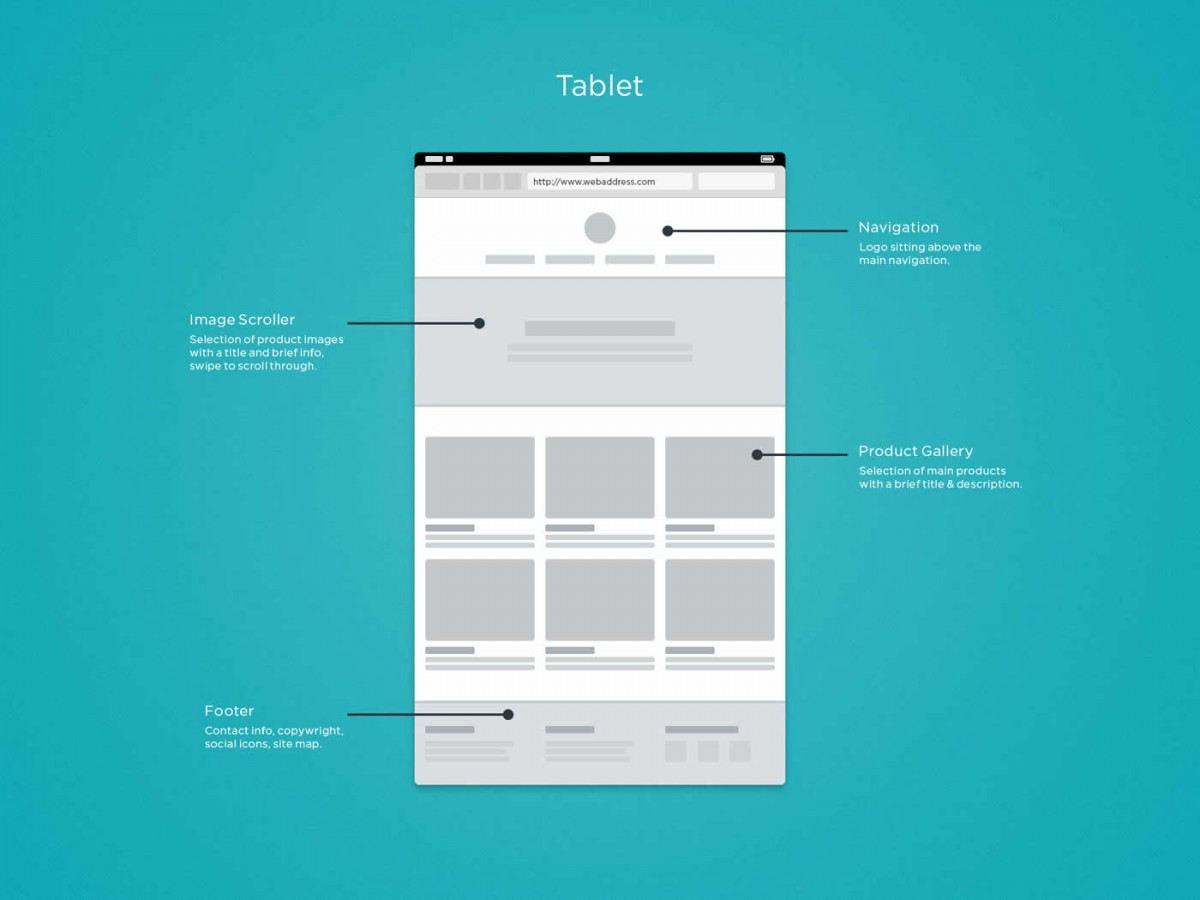 Tablet
http://www.webaddress.com
Navigation
Logo sitting above the
main navigation.
Image Scroller
Selection of product images
with a title and brief info,
swipe to scroll through.
Product Gallery
Selection of main products
with a brief title & description.
Footer
Contact info, copywright,
social icons, site map.